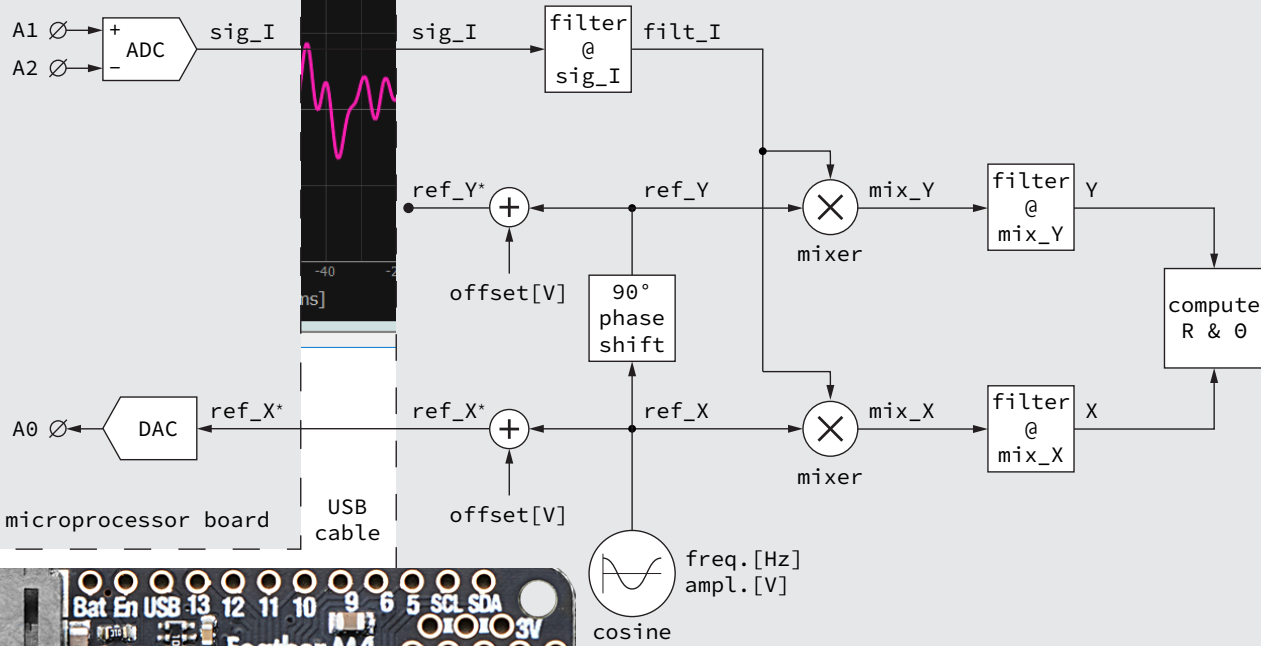 A1
+
ADC
sig_I
sig_I
filter
@
sig_I
filt_I
A2
−
ref_Y*
+
ref_Y
mix_Y
filter
@
mix_Y
Y
mixer
-40
offset[V]
90°
phase
shift
compute
R & Θ
A0
DAC
ref_X*
ref_X*
+
ref_X
mix_X
filter
@
mix_X
X
mixer
microprocessor board
USB
cable
offset[V]
freq.[Hz]
ampl.[V]
cosine
Bat En USB 13 12 11 10 9 6 5 SCL SDA
3V